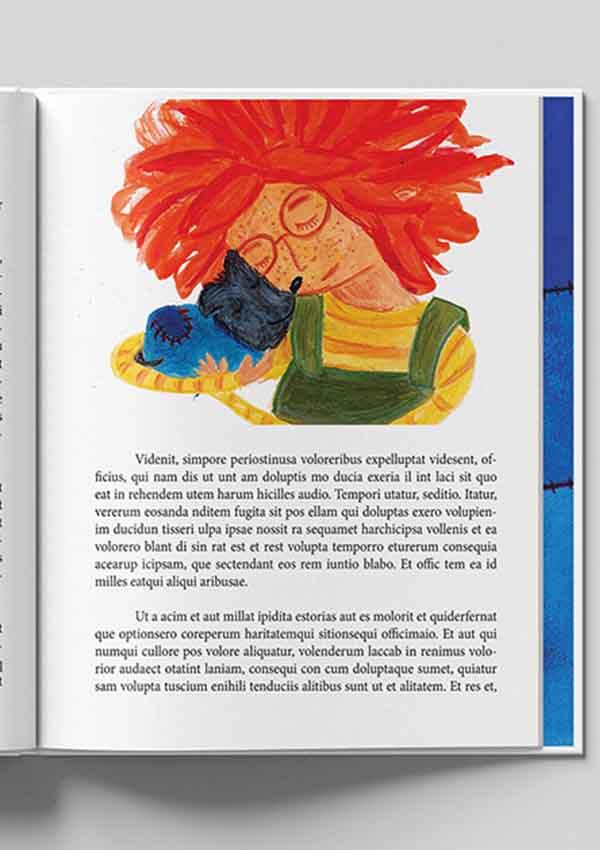 Videnit, simpore periostinusa voloreribus expelluptat videsent, of-
ficius, qui nam dis ut unt am doluptis mo ducia exeria il int laci sit quo
eat in rehendem utem harum hicilles audio. Tempori utatur, seditio. Itatur,
vererum eosanda nditem fugita sit pos ellam qui doluptas exero volupien-
im ducidun tisseri ulpa ipsae nossit ra sequamet harchicipsa vollenis et ea
volorero blant di sin rat est et rest volupta temporro eturerum consequia
acearup icipsam, que sectendant eos rem iuntio blabo. Et offic tem ea id
milles eatqui aliqui aribusae.
Ut a acim et aut millat ipidita estorias aut es molorit et quiderfernat
que optionsero coreperum haritatemqui sitionsequi officimaio. Et aut qui
numqui cullore pos volore aliquatur, volenderum laccab in renimus volo-
rior audaect otatint laniam, consequi con cum doluptaque sumet, quiatur
sam volupta tuscium enihili tenduciis alitibus sunt ut et alitatem. Et res et,